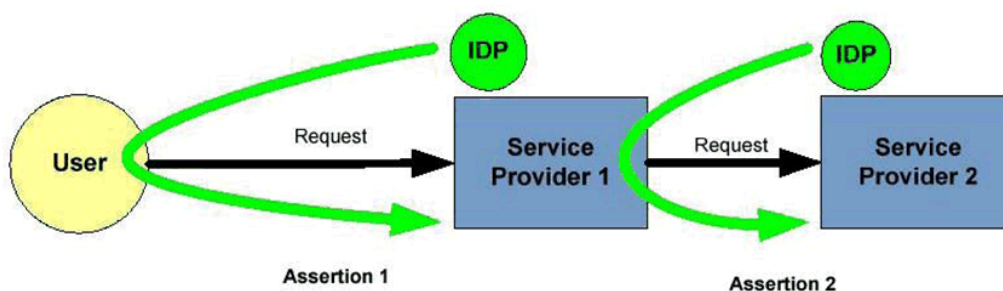 IDP
IDP
Request
Request
User
Service
Provider 1
Service
Provider 2
Assertion 1
Assertion 2